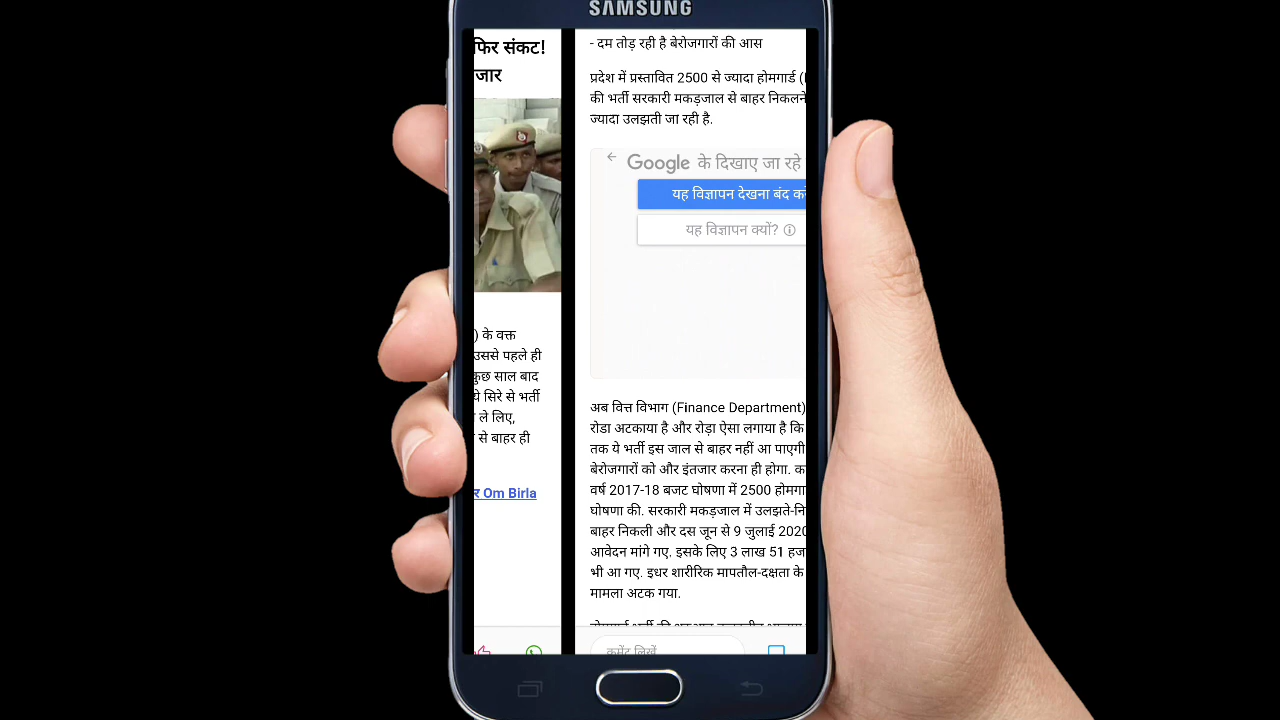 SAMSUNG
फिर संकट!
जार
) के वक्त
उससे पहले ही
कुछ साल बाद
ये सिरे से भर्ती
ले लिए,
से बाहर ही
र Om Birla
- दम तोड़ रही है बेरोजगारों की आस
प्रदेश में प्रस्तावित 2500 से ज्यादा होमगार्ड (
की भर्ती सरकारी मकड़जाल से बाहर निकलने
ज्यादा उलझती जा रही है.
Google के दिखाए जा रहे
यह विज्ञापन देखना बंद करें
यह विज्ञापन क्यों?
अब वित्त विभाग (Finance Department)
रोडा अटकाया है और रोड़ा ऐसा लगाया है कि
तक ये भर्ती इस जाल से बाहर नहीं आ पाएगी
बेरोजगारों को और इंतजार करना ही होगा. क
वर्ष 2017-18 बजट घोषणा में 2500 होमगा
घोषणा की. सरकारी मकड़जाल में उलझते-नि
बाहर निकली और दस जून से 9 जुलाई 2020
आवेदन मांगे गए. इसके लिए 3 लाख 51 हज
भी आ गए. इधर शारीरिक मापतौल-दक्षता के
मामला अटक गया.
कमेंट लिखें